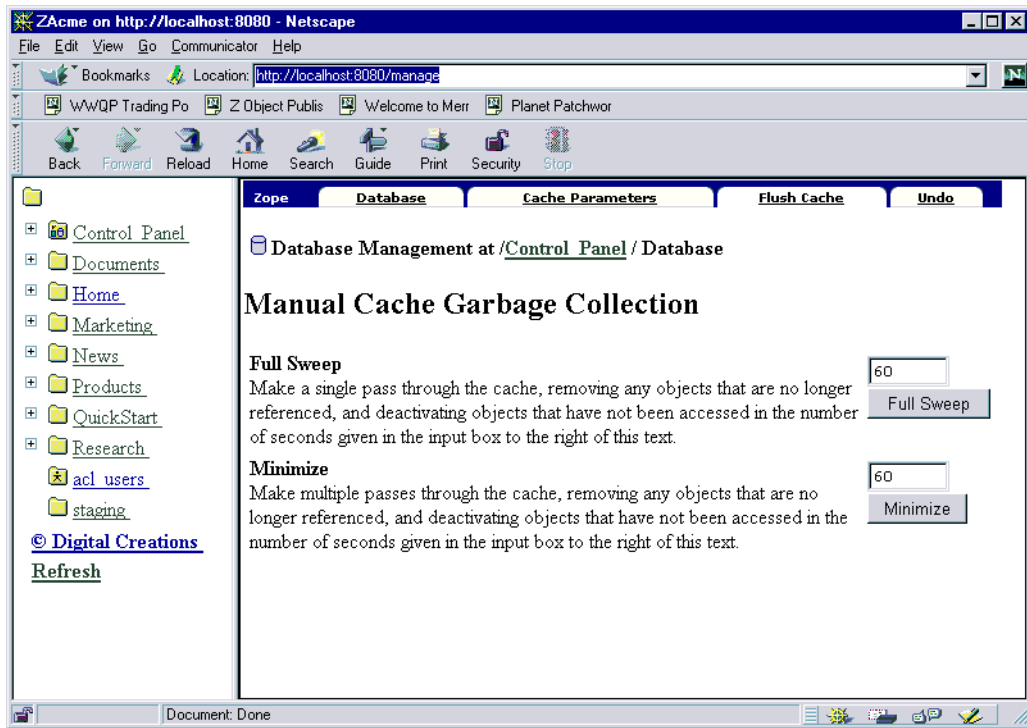 ZAcme on http://localhost:8080 - Netscape
File Edit View Go Communicator Help
Bookmarks Location: http://localhost:8080/manage
WWQP Trading Po Z Object Publis Welcome to Merr Planet Patchwor
Back Forward Reload Home Search Guide Print Security Stop
Zope Database Cache Parameters Flush Cache Undo
Control_Panel
Documents
Home
Marketing
News
Products
QuickStart
Research
acl_users
staging
© Digital Creations
Refresh
Database Management at /Control_Panel / Database
Manual Cache Garbage Collection
Full Sweep
Make a single pass through the cache, removing any objects that are no longer
referenced, and deactivating objects that have not been accessed in the number
of seconds given in the input box to the right of this text.
60
Full Sweep
Minimize
Make multiple passes through the cache, removing any objects that are no
longer referenced, and deactivating objects that have not been accessed in the
number of seconds given in the input box to the right of this text.
60
Minimize
Document: Done